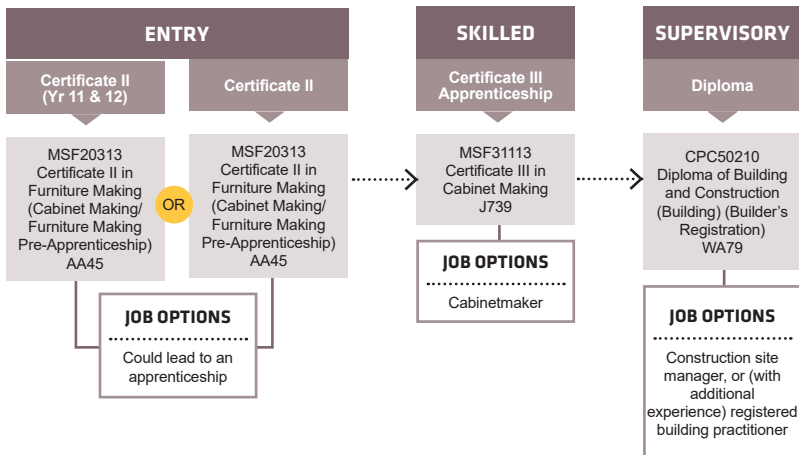 ENTRY
SKILLED
SUPERVISORY
Certificate II
(Yr 11 & 12)
Certificate II
Certificate III
Apprenticeship
Diploma
MSF20313
Certificate II in
Furniture Making
(Cabinet Making/
Furniture Making
Pre-Apprenticeship)
AA45
OR
MSF20313
Certificate II in
Furniture Making
(Cabinet Making/
Furniture Making
Pre-Apprenticeship)
AA45
MSF31113
Certificate III in
Cabinet Making
J739
CPC50210
Diploma of Building
and Construction
(Building) (Builder's
Registration)
WA79
JOB OPTIONS
Could lead to an
apprenticeship
JOB OPTIONS
Cabinetmaker
JOB OPTIONS
Construction site
manager, or (with
additional
experience) registered
building practitioner